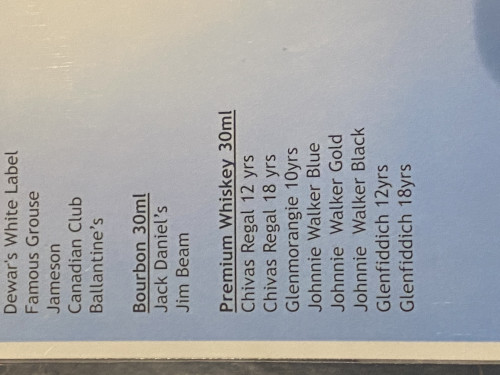 Dewar's White Label
Famous Grouse
Jameson
Canadian Club
Ballantine's
Bourbon 30ml
Jack Daniel's
Jim Beam
Premium Whiskey 30ml
Chivas Regal 12 yrs
Chivas Regal 18 yrs
Glenmorangie 10yrs
Johnnie Walker Blue
Johnnie Walker Gold
Johnnie Walker Black
Glenfiddich 12yrs
Glenfiddich 18yrs